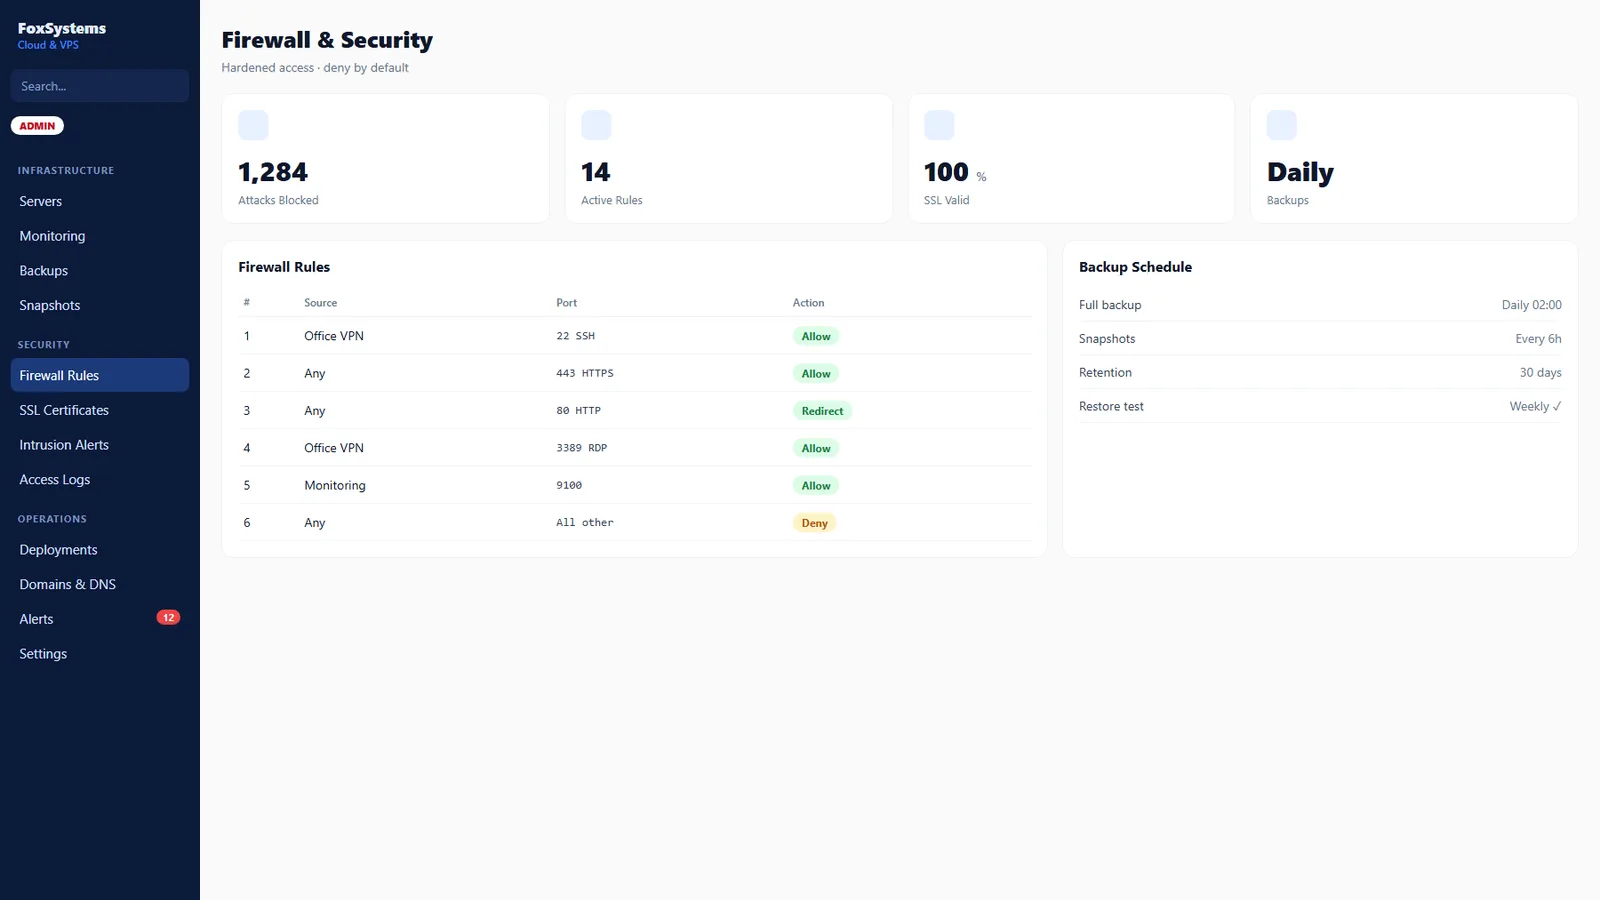 FoxSystems
Cloud & VPS
Search...
ADMIN
INFRASTRUCTURE
Servers
Monitoring
Backups
Snapshots
SECURITY
Firewall Rules
SSL Certificates
Intrusion Alerts
Access Logs
OPERATIONS
Deployments
Domains & DNS
Alerts 12
Settings
Firewall & Security
Hardened access · deny by default
1,284
Attacks Blocked
14
Active Rules
100 %
SSL Valid
Daily
Backups
Firewall Rules
# Source Port Action
1 Office VPN 22 SSH Allow
2 Any 443 HTTPS Allow
3 Any 80 HTTP Redirect
4 Office VPN 3389 RDP Allow
5 Monitoring 9100 Allow
6 Any All other Deny
Backup Schedule
Full backup Daily 02:00
Snapshots Every 6h
Retention 30 days
Restore test Weekly ✓